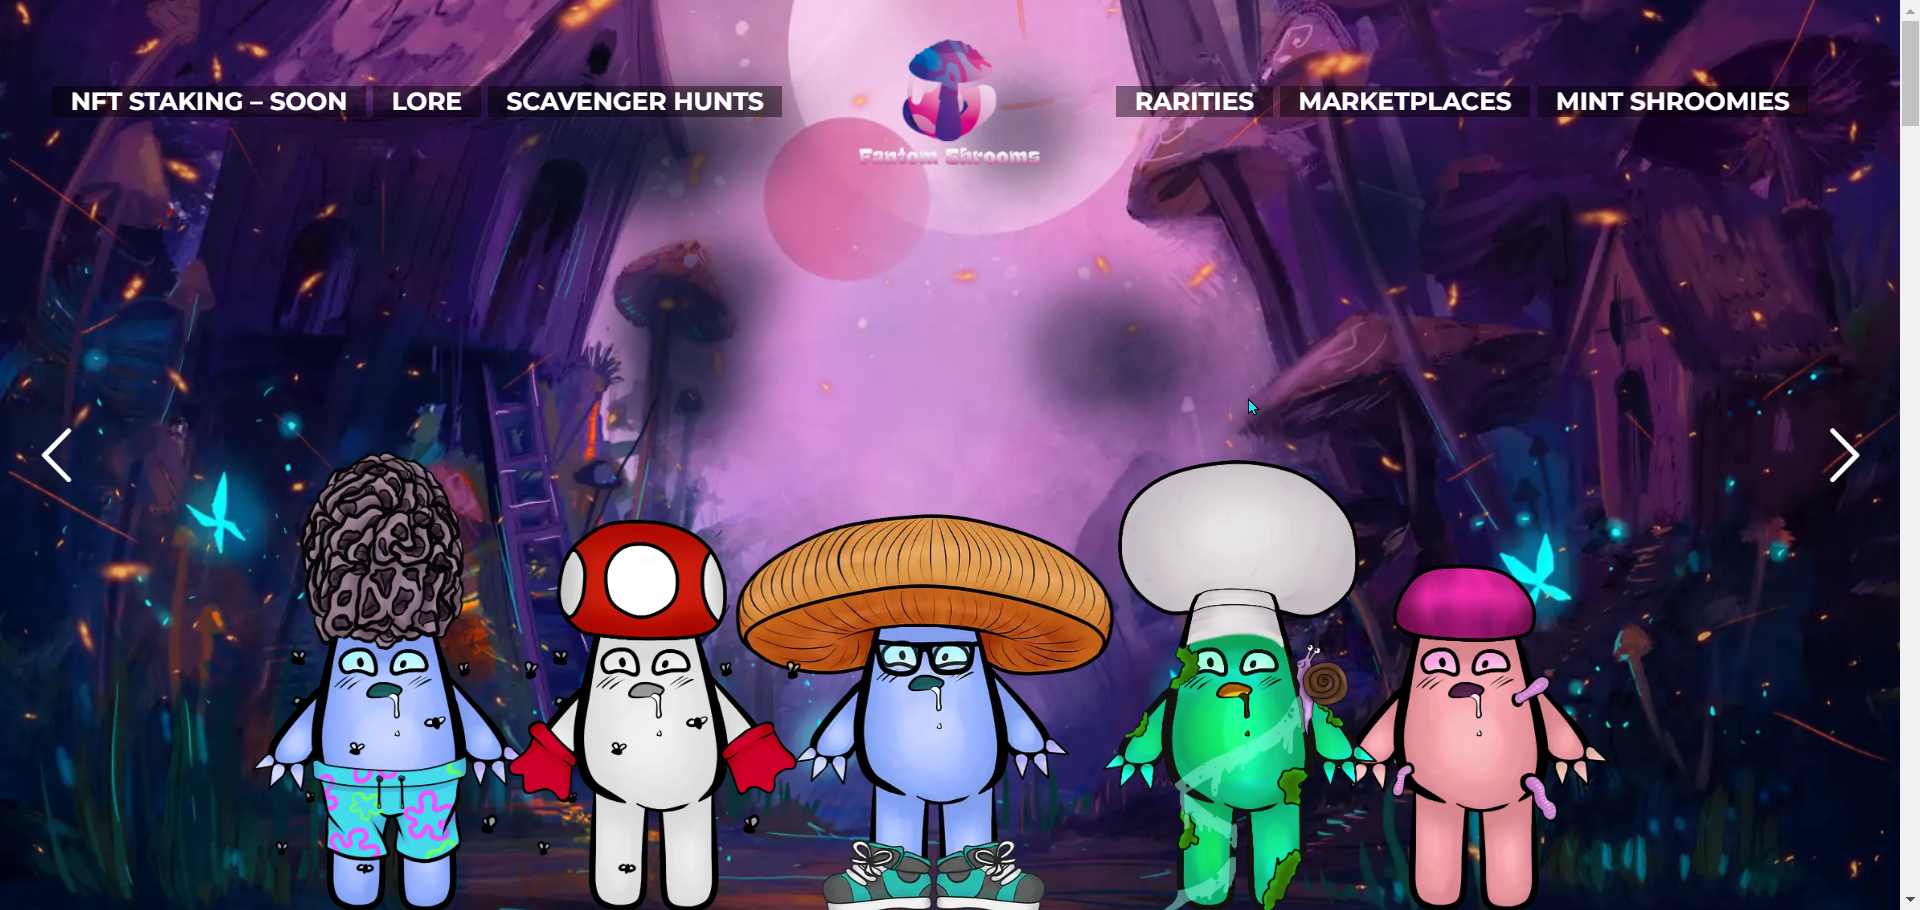 NFT STAKING – SOON
LORE
SCAVENGER HUNTS
Fantom Shrooms
RARITIES
MARKETPLACES
MINT SHROOMIES